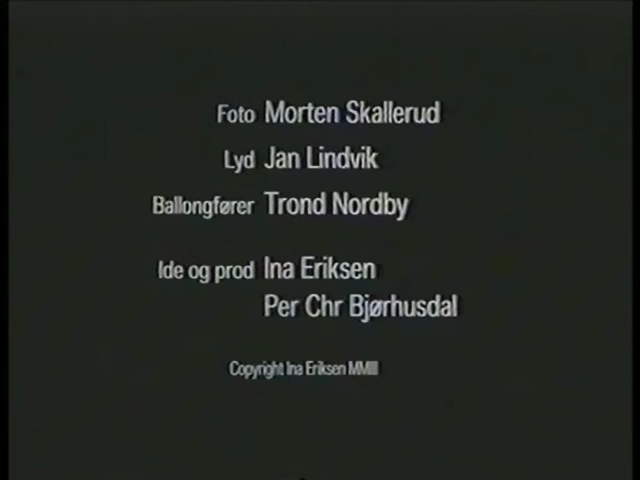 Foto Morten Skallerud
Lyd Jan Lindvik
Ballongfører Trond Nordby
Ide og prod Ina Eriksen
Per Chr Bjørhusdal
Copyright Ina Eriksen MMIII